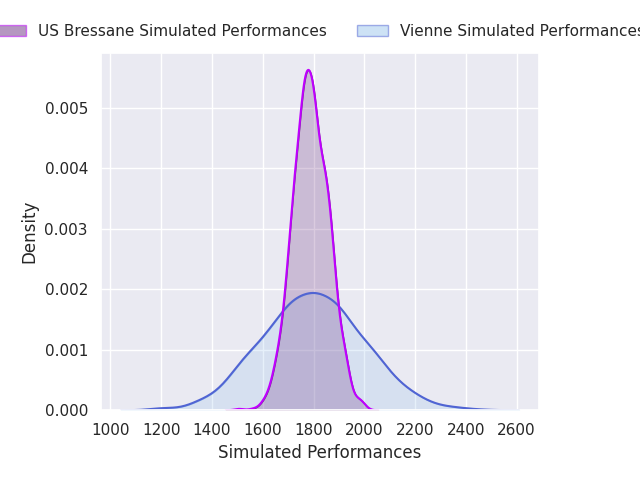 US Bressane Simulated Performances Vienne Simulated Performances
0.005
0.004
0.003
0.002
0.001
0.000
Density
1000 1200 1400 1600 1800 2000 2200 2400 2600
Simulated Performances